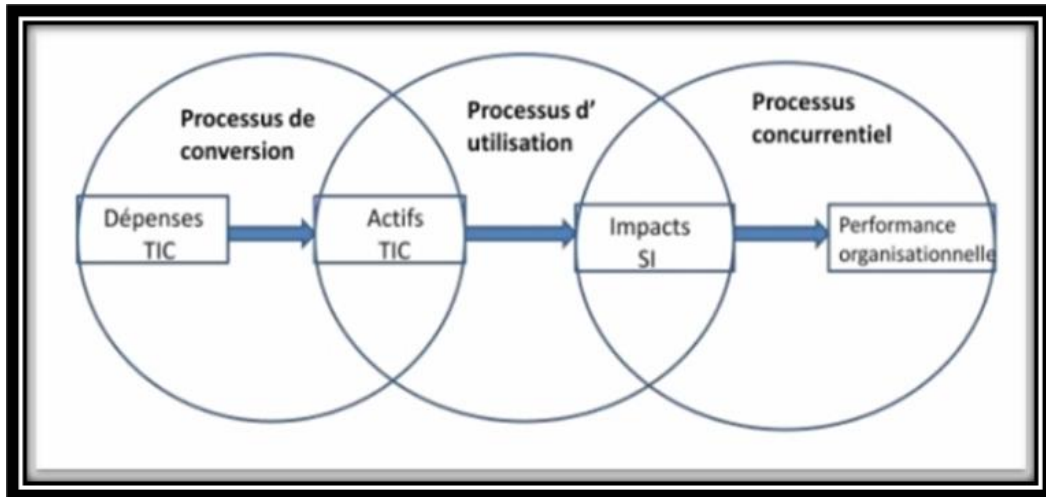 Processus de
conversion
Processus d’
utilisation
Processus
concurrentiel
Dépenses
TIC
Actifs
TIC
Impacts
SI
Performance
organisationnelle